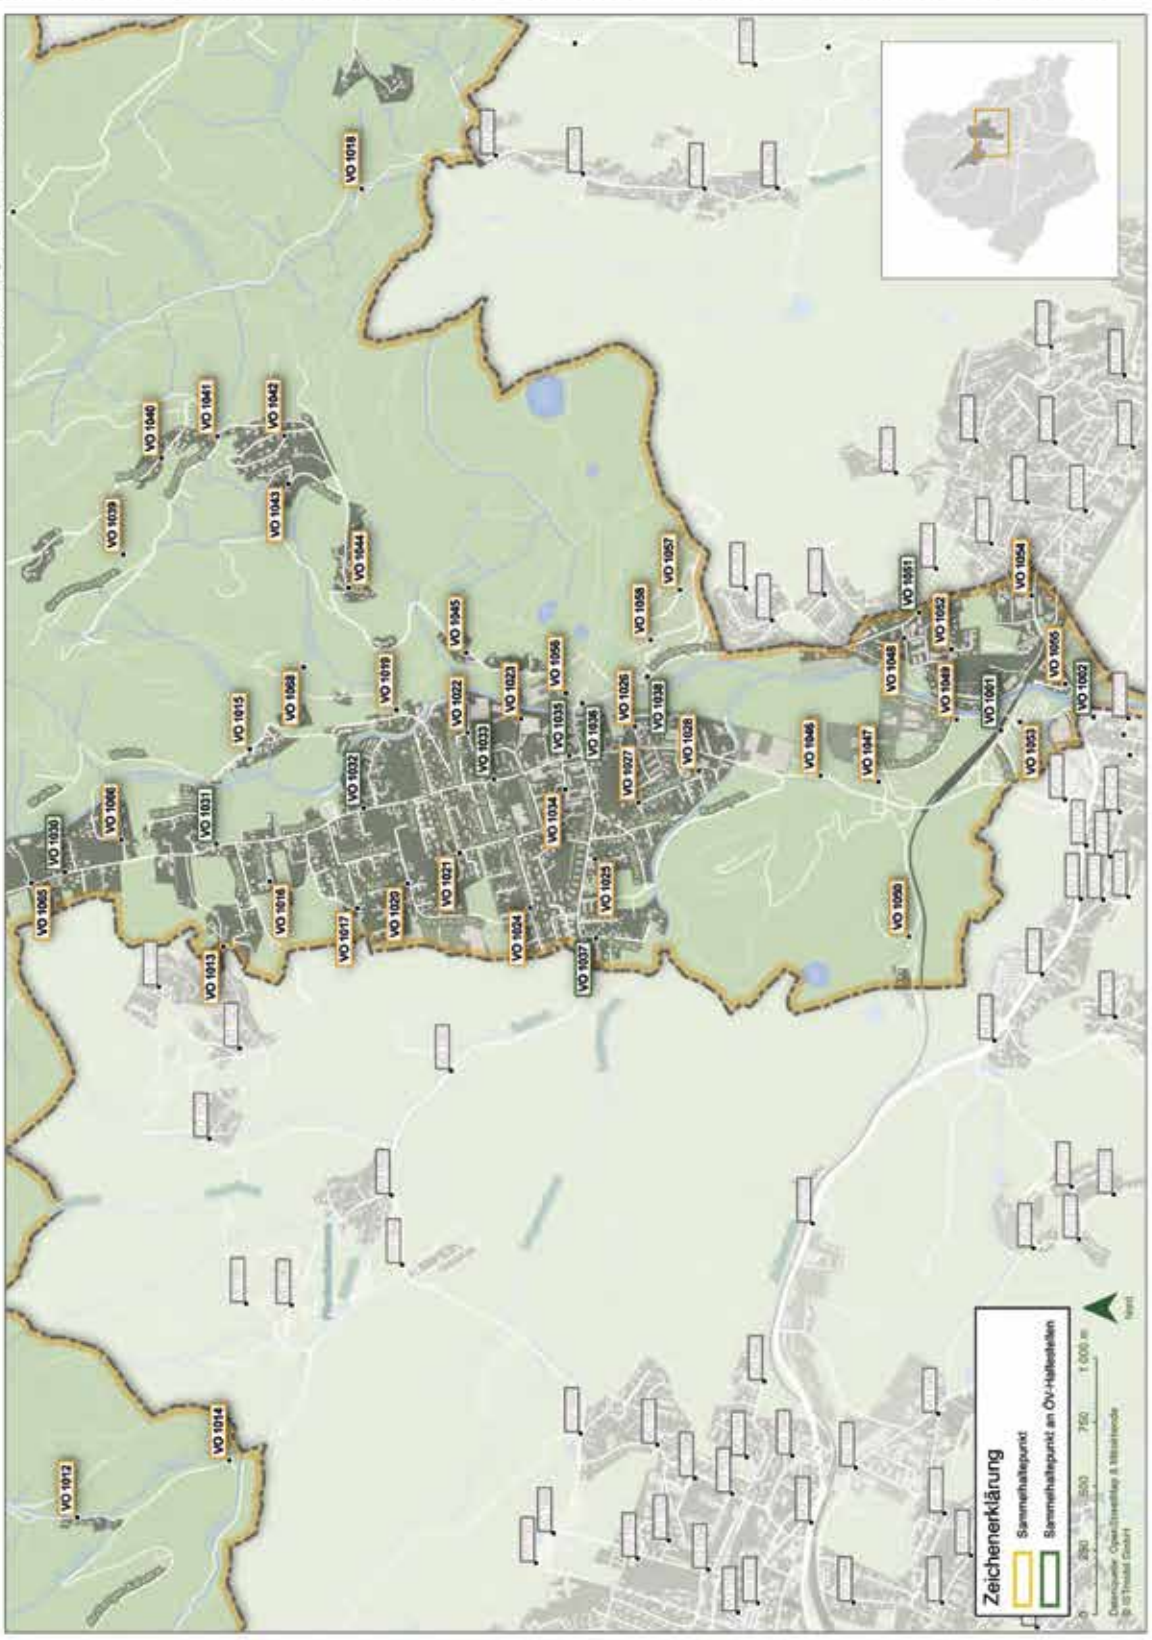 VO 1012
VO 1014
VO 1065
VO 1030
VO 1066
VO 1031
VO 1013
VO 1016
VO 1017
VO 1020
VO 1021
VO 1024
VO 1037
VO 1025
VO 1034
VO 1032
VO 1015
VO 1068
VO 1019
VO 1022
VO 1033
VO 1023
VO 1045
VO 1035
VO 1056
VO 1036
VO 1026
VO 1038
VO 1027
VO 1028
VO 1058
VO 1057
VO 1039
VO 1040
VO 1041
VO 1042
VO 1043
VO 1044
VO 1018
VO 1046
VO 1047
VO 1050
VO 1048
VO 1049
VO 1051
VO 1052
VO 1054
VO 1055
VO 1001
VO 1002
VO 1053
Zeichenerklärung
Sammelhaltepunkt
Sammelhaltepunkt an ÖV-Haltestellen
0 250 500 750 1 000 m
Nord
Datenquelle: OpenStreetMap & Mitwirkende